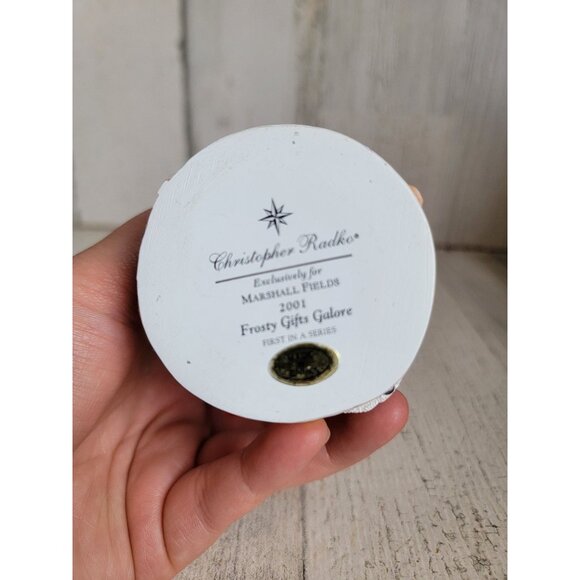 Christopher Radko®
Exclusively for
MARSHALL FIELDS
2001
Frosty Gifts Galore
FIRST IN A SERIES